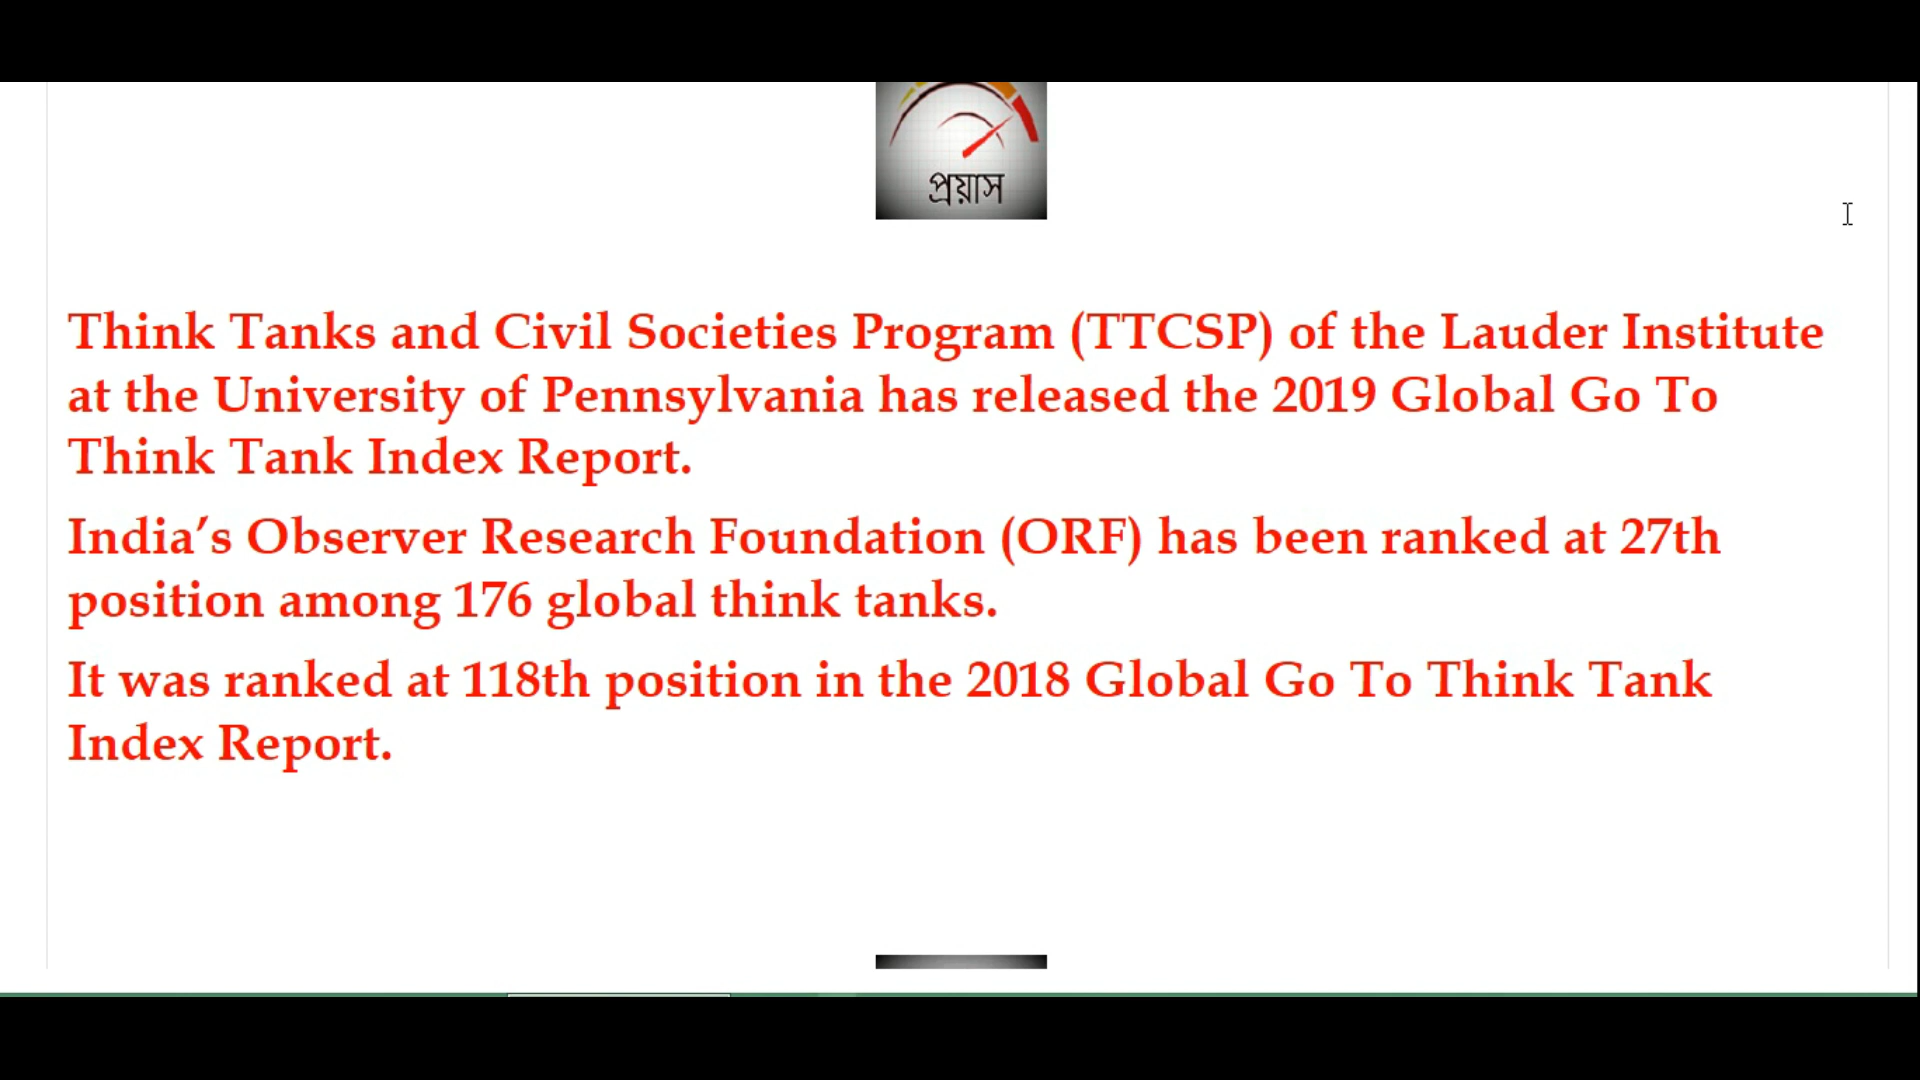 প্রয়াস
Think Tanks and Civil Societies Program (TTCSP) of the Lauder Institute
at the University of Pennsylvania has released the 2019 Global Go To
Think Tank Index Report.
India’s Observer Research Foundation (ORF) has been ranked at 27th
position among 176 global think tanks.
It was ranked at 118th position in the 2018 Global Go To Think Tank
Index Report.